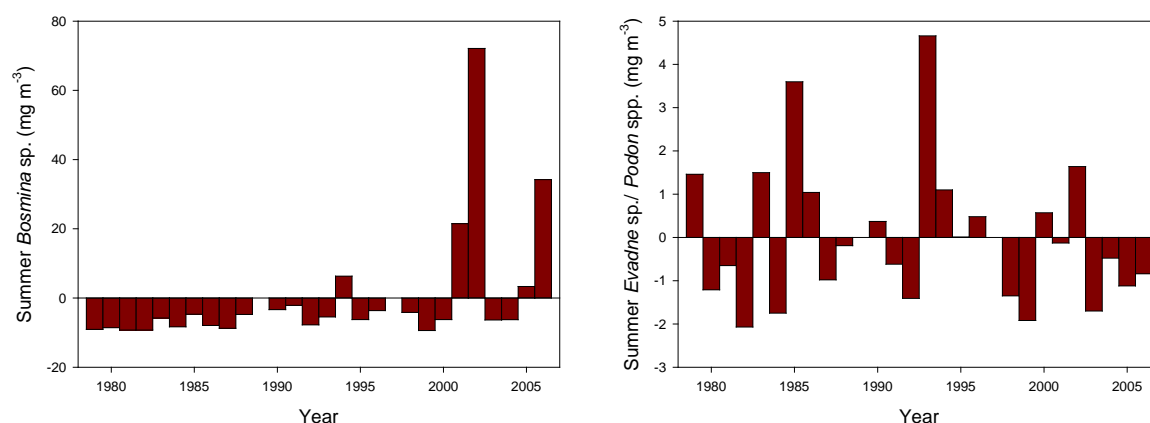 Summer Bosmina sp. (mg m-3)
80
60
40
20
0
-20
1980 1985 1990 1995 2000 2005
Year
Summer Evadne sp./ Podon spp. (mg m-3)
5
4
3
2
1
0
-1
-2
-3
1980 1985 1990 1995 2000 2005
Year